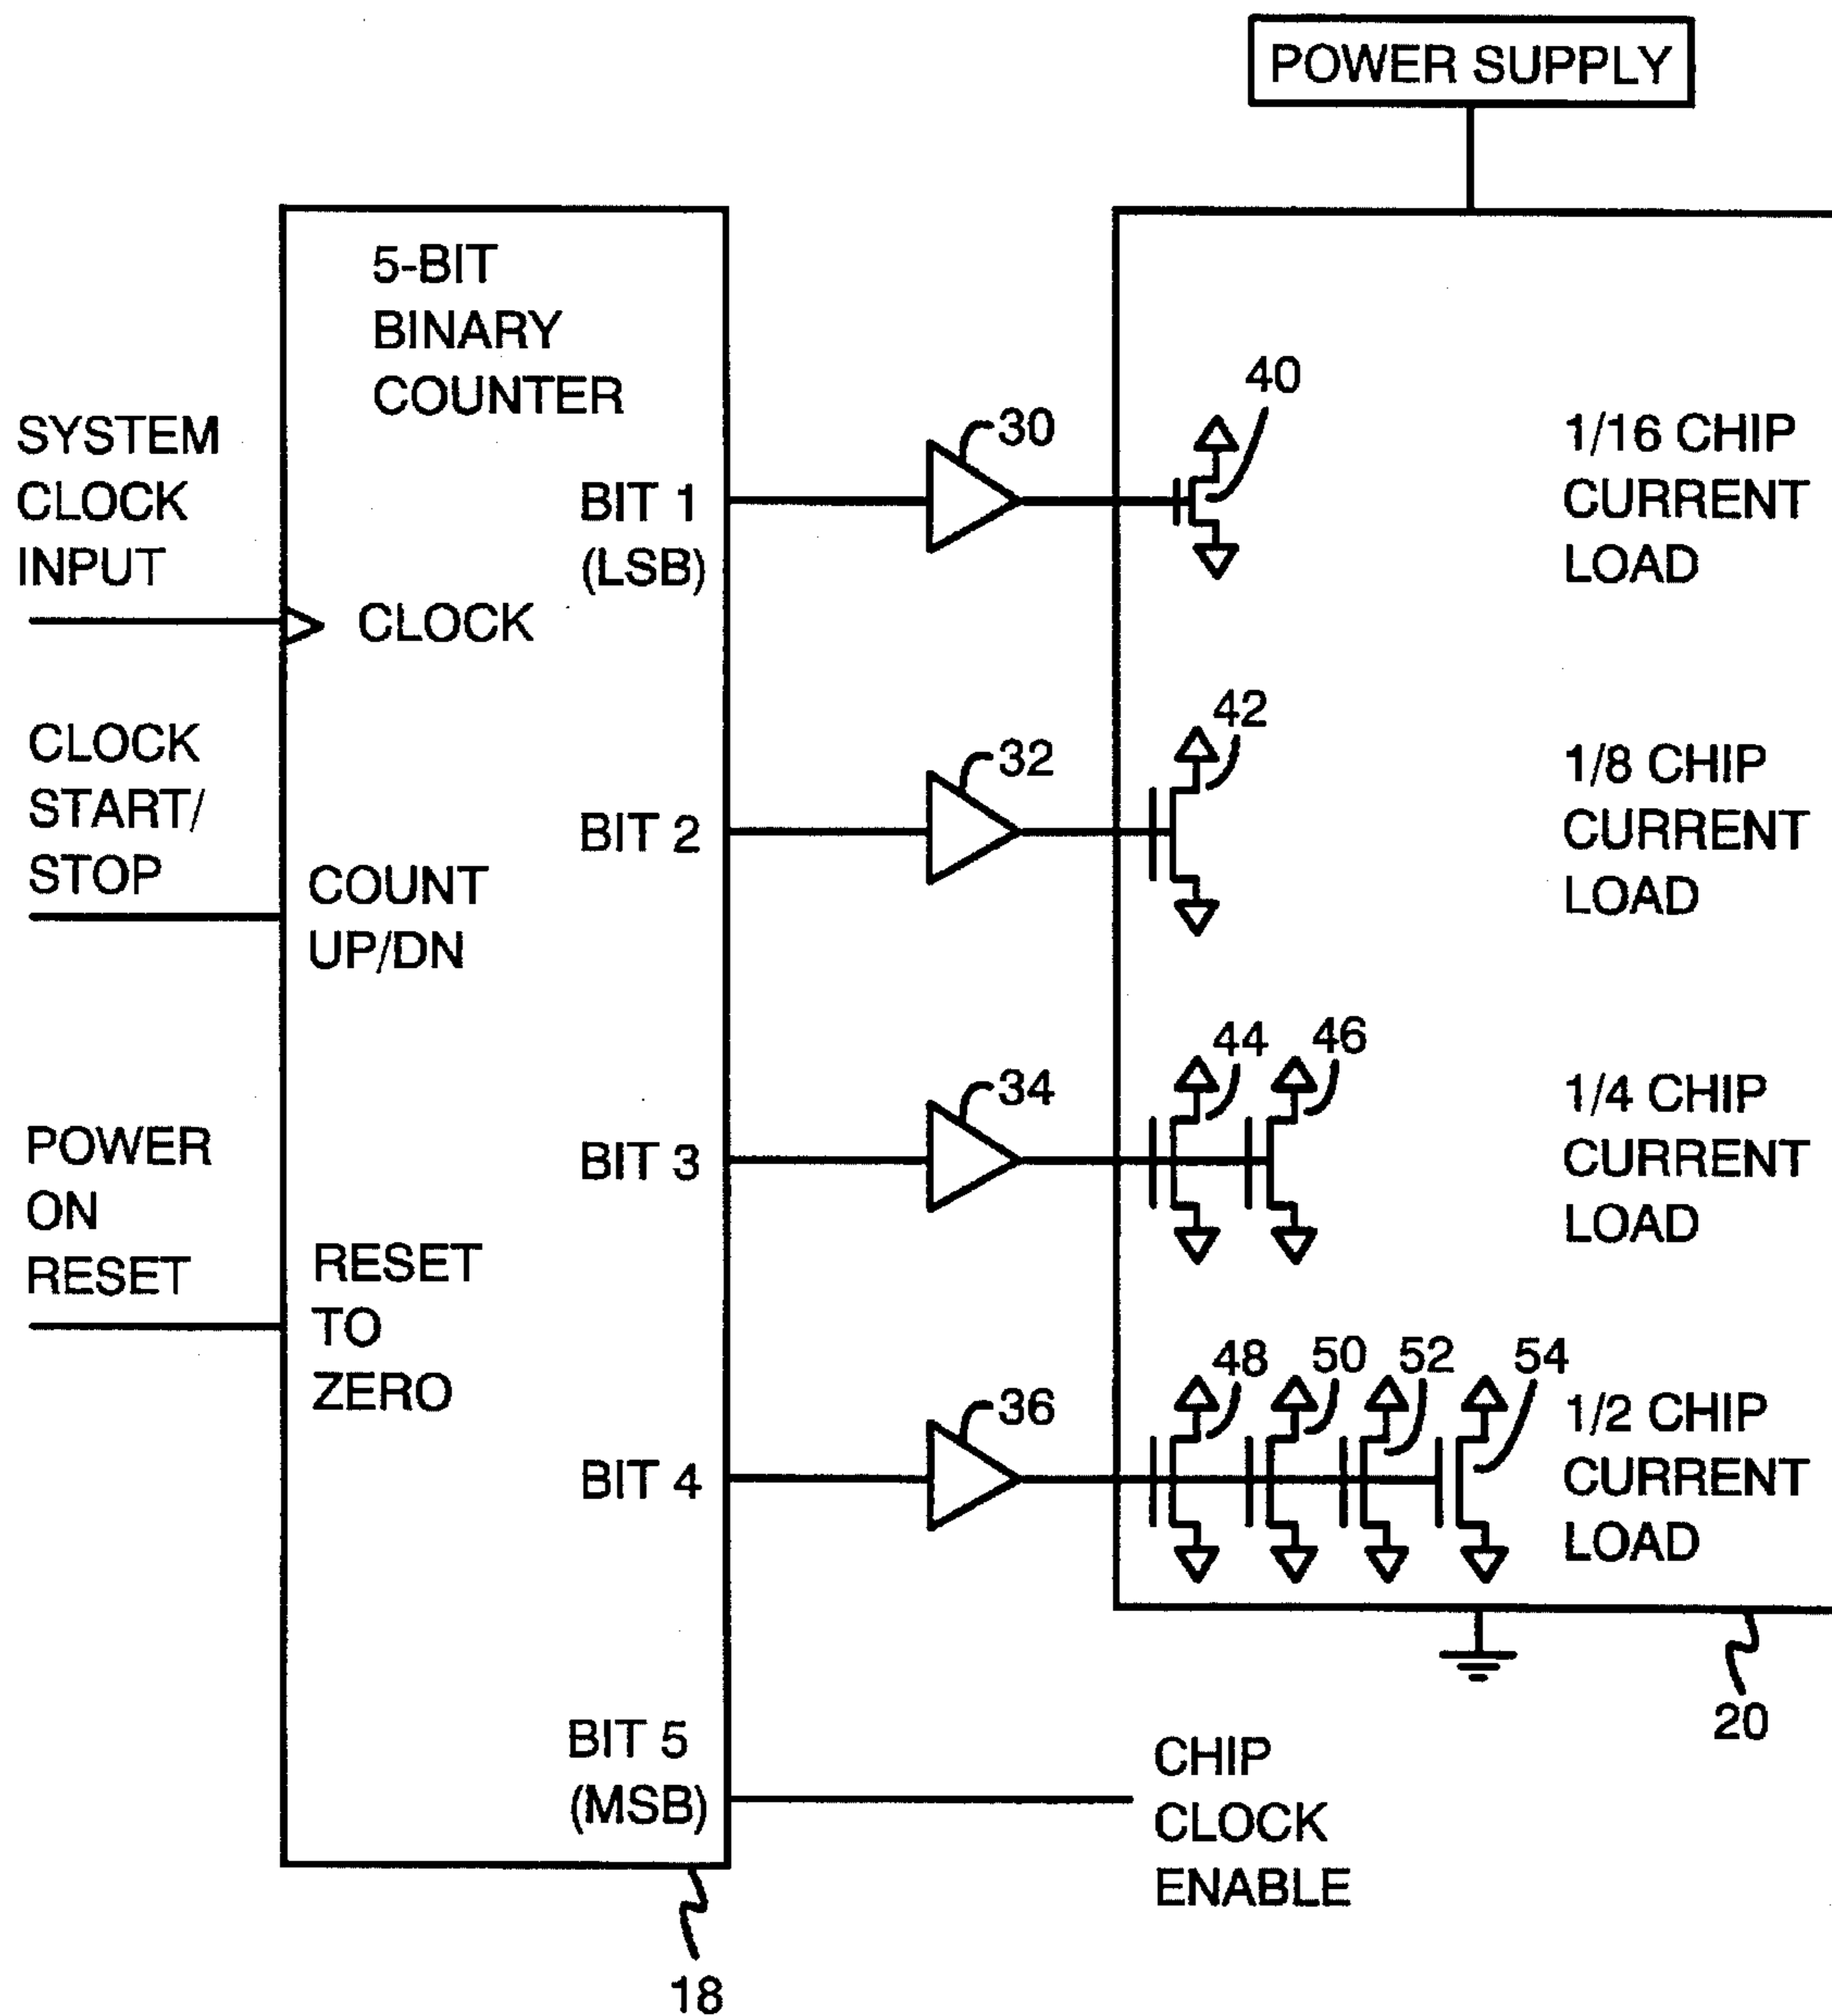 POWER SUPPLY
5-BIT
BINARY
COUNTER
SYSTEM
CLOCK
INPUT
CLOCK
BIT 1
(LSB)
30
40
1/16 CHIP
CURRENT
LOAD
CLOCK
START/
STOP
COUNT
UP/DN
BIT 2
32
42
1/8 CHIP
CURRENT
LOAD
BIT 3
34
44
46
1/4 CHIP
CURRENT
LOAD
POWER
ON
RESET
RESET
TO
ZERO
BIT 4
36
48
50
52
54
1/2 CHIP
CURRENT
LOAD
20
BIT 5
(MSB)
CHIP
CLOCK
ENABLE
18